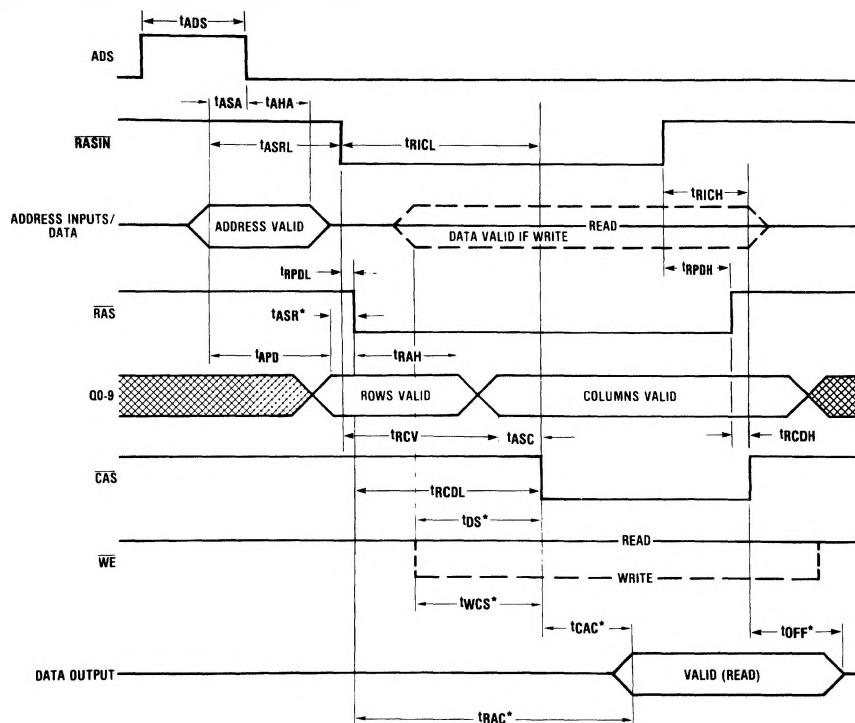 tADS
ADS
tASA
tAHA
RASIN
tASRL
tRICL
tRICH
ADDRESS INPUTS/
DATA
ADDRESS VALID
READ
DATA VALID IF WRITE
tRPDL
tRPDH
RAS
tASR*
tAPD
tRAH
Q0-9
ROWS VALID
COLUMNS VALID
tRCV
tASC
tRCDH
CAS
tRCDL
tDS*
WE
READ
WRITE
tWCS*
tCAC*
tOFF*
DATA OUTPUT
VALID (READ)
tRAC*